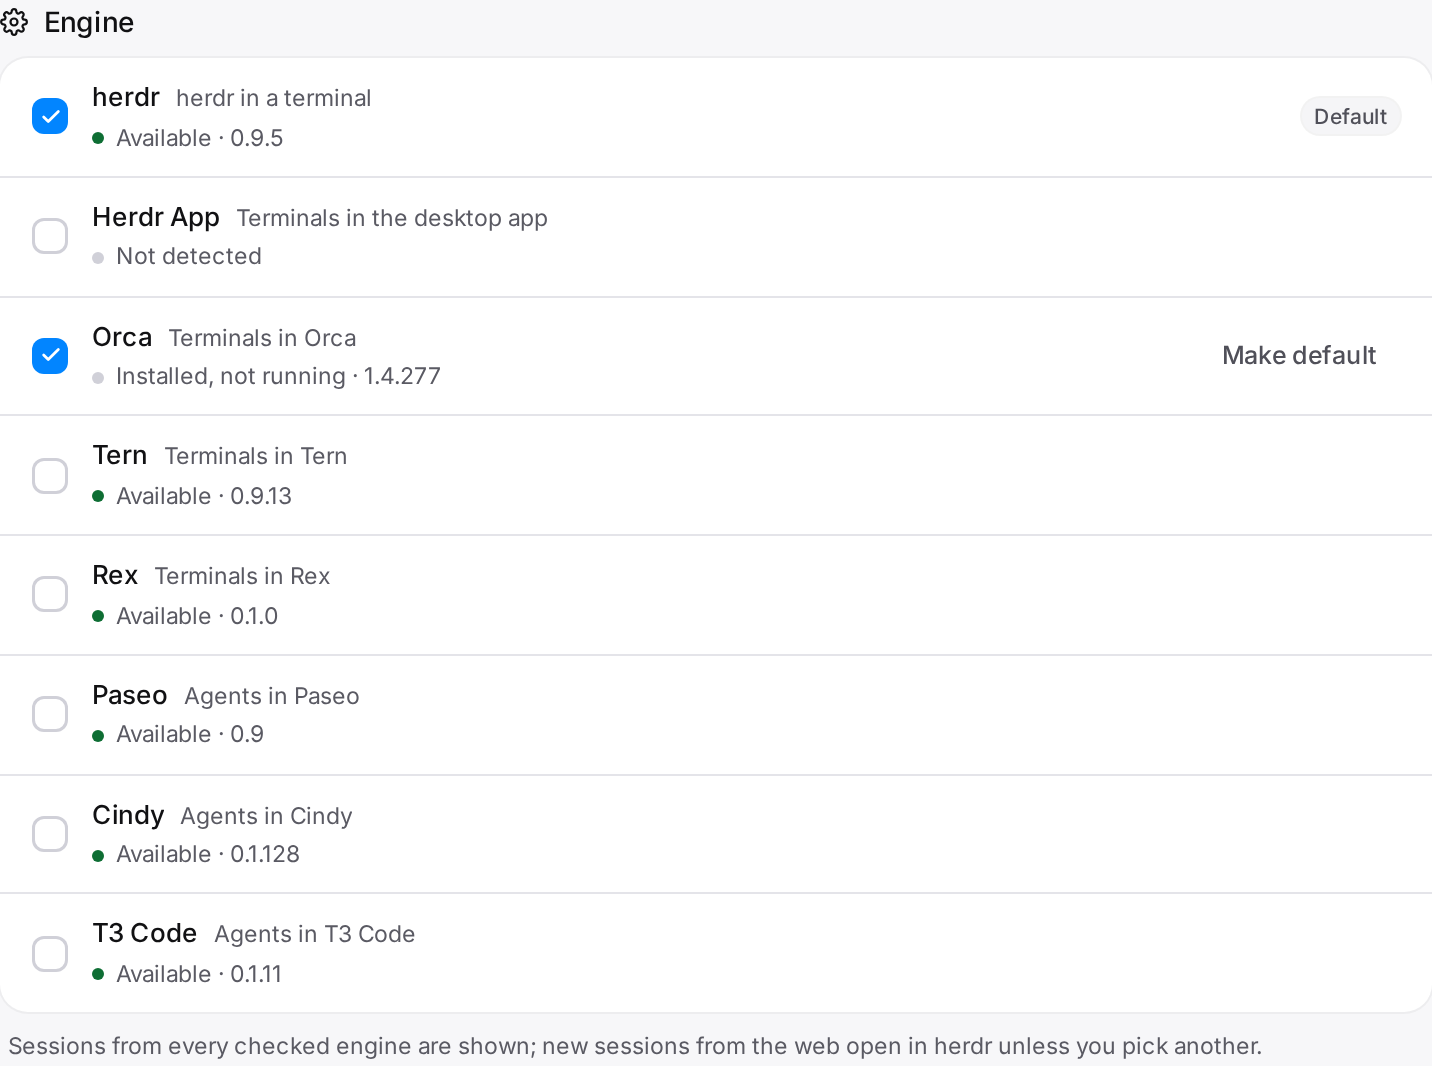 Engine
herdr herdr in a terminal
Available · 0.9.5
Default
Herdr App Terminals in the desktop app
Not detected
Orca Terminals in Orca
Installed, not running · 1.4.277
Make default
Tern Terminals in Tern
Available · 0.9.13
Rex Terminals in Rex
Available · 0.1.0
Paseo Agents in Paseo
Available · 0.9
Cindy Agents in Cindy
Available · 0.1.128
T3 Code Agents in T3 Code
Available · 0.1.11
Sessions from every checked engine are shown; new sessions from the web open in herdr unless you pick another.